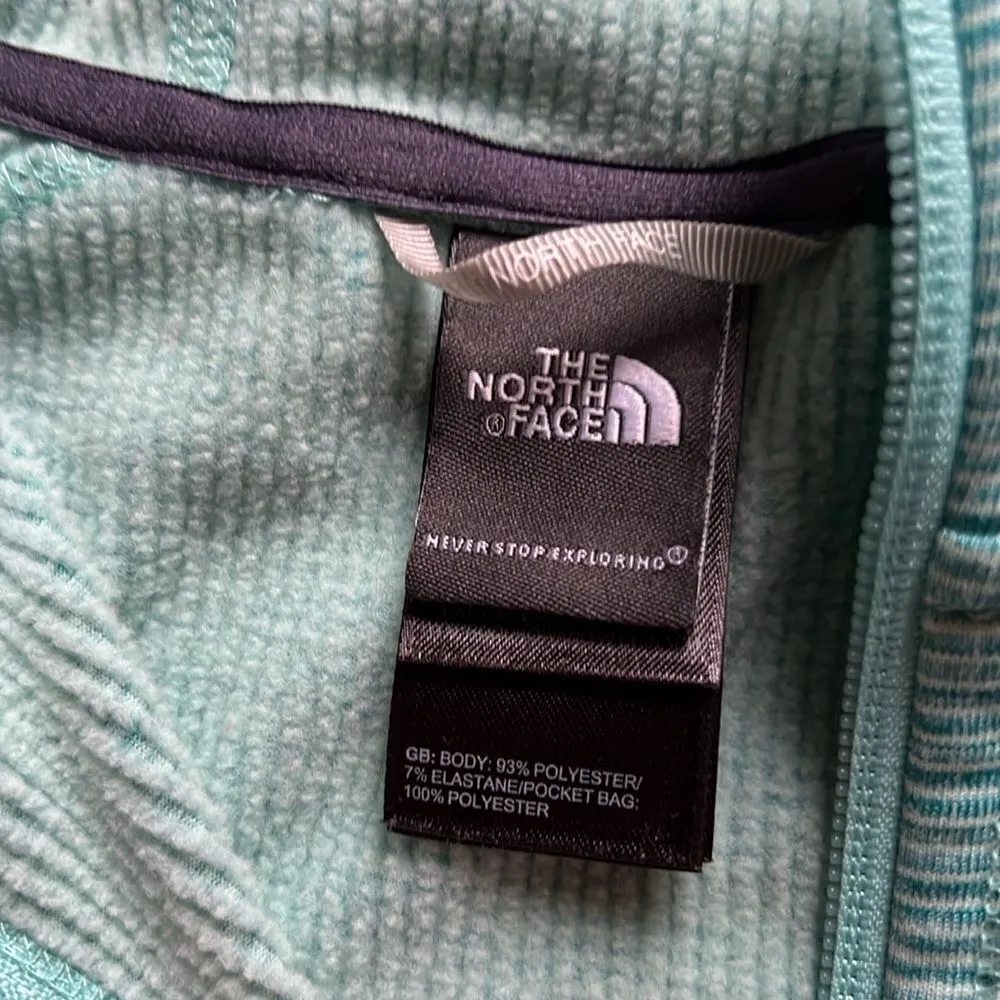 NORTH FACE
THE
NORTH
®FACE
NEVER STOP EXPLORING®
GB: BODY: 93% POLYESTER/
7% ELASTANE/POCKET BAG:
100% POLYESTER